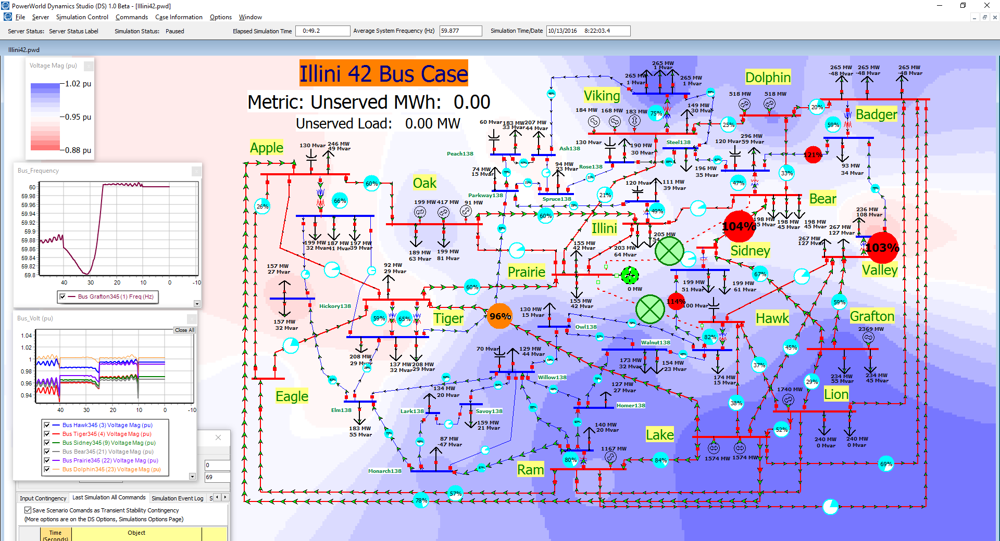 PowerWorld Dynamics Studio (DS) 1.0 Beta - [Illini42.pwd]
File Server Simulation Control Commands Case Information Options Window
Server Status: Server Status Label Simulation Status: Paused Elapsed Simulation Time 0:49.2 Average System Frequency (Hz) 59.877 Simulation Time/Date 10/13/2016 8:22:03.4
Illini42.pwd
Voltage Mag (pu)
1.02 pu
0.95 pu
0.88 pu
Bus_Frequency
60
59.98
59.96
59.94
59.92
59.9
59.88
59.86
59.84
59.82
59.8
40 30 20 10 0 -10
Bus Grafton345 (1) Freq (Hz)
Bus_Volt (pu)
Close All
1.04
1.02
1
0.98
0.96
0.94
40 30 20 10 0 -10
Bus Hawk345 (3) Voltage Mag (pu)
Bus Tiger345 (4) Voltage Mag (pu)
Bus Sidney345 (9) Voltage Mag (pu)
Bus Bear345 (21) Voltage Mag (pu)
Bus Prairie345 (22) Voltage Mag (pu)
Bus Dolphin345 (23) Voltage Mag (pu)
0
69
Input Contingency Last Simulation All Commands Simulation Event Log S
Save Scenario Comands as Transient Stability Contingency
(More options are on the DS Options, Simulations Options Page)
Time
(Seconds)
Object
Illini 42 Bus Case
Metric: Unserved MWh: 0.00
Unserved Load: 0.00 MW
Apple
130 Mvar
246 MW
49 Mvar
60%
26%
66%
199 MW
32 Mvar
187 MW
41 Mvar
197 MW
39 Mvar
Oak
199 MW 417 MW 91 MW
189 MW
63 Mvar
199 MW
81 Mvar
60 Mvar
183 MW
33 Mvar
207 MW
44 Mvar
Peach138
Ash138
74 MW
15 Mvar
94 MW
23 Mvar
Parkway138
Spruce138
Rose138
Viking
184 MW 168 MW 183 MW
265 MW
1 Mvar
265 MW
1 Mvar
265 MW
1 Mvar
75%
149 MW
30 Mvar
130 Mvar
190 MW
30 Mvar
Steel138
196 MW
35 Mvar
Dolphin
518 MW
518 MW
25%
20%
265 MW
-48 Mvar
265 MW
-48 Mvar
265 MW
-48 Mvar
Badger
59%
120 Mvar
296 MW
59 Mvar
121%
93 MW
34 Mvar
33%
47%
Bear
198 MW
45 Mvar
198 MW
45 Mvar
198 MW
45 Mvar
120 Mvar
111 MW
39 Mvar
21%
49%
60%
Illini
203 MW
64 Mvar
205 MW
104%
Sidney
236 MW
108 Mvar
267 MW
127 Mvar
267 MW
127 Mvar
103%
Valley
67%
199 MW
51 Mvar
199 MW
61 Mvar
Prairie
155 MW
42 Mvar
155 MW
42 Mvar
0 MW
157 MW
27 Mvar
157 MW
32 Mvar
Hickory138
92 MW
29 Mvar
60%
59%
65%
Tiger
96%
208 MW
29 Mvar
137 MW
32 Mvar
208 MW
29 Mvar
130 MW
15 Mvar
Owl138
114%
100 Mvar
Hawk
82%
Walnut138
174 MW
15 Mvar
173 MW
32 Mvar
154 MW
23 Mvar
59%
Grafton
2369 MW
234 MW
55 Mvar
234 MW
45 Mvar
45%
37%
29%
38%
1740 MW
Lion
240 MW
0 Mvar
240 MW
0 Mvar
52%
69%
Eagle
Elm138
183 MW
55 Mvar
70 Mvar
129 MW
44 Mvar
Willow138
134 MW
20 Mvar
Lark138
Savoy138
159 MW
21 Mvar
127 MW
27 Mvar
Homer138
87 MW
-47 Mvar
Monarch138
140 MW
20 Mvar
1167 MW
80%
Ram
84%
Lake
1574 MW 1574 MW
57%
78%